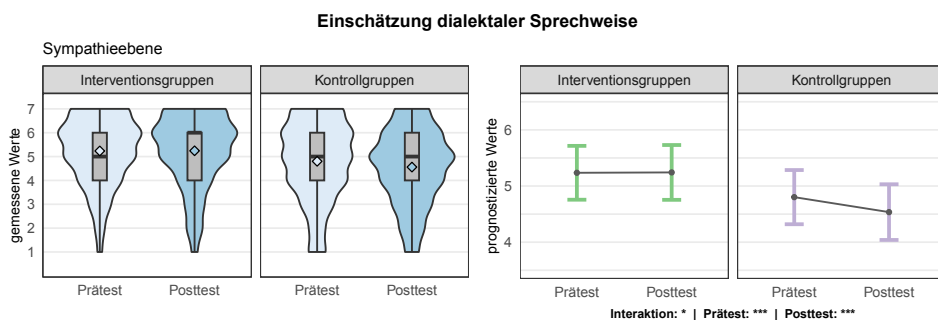 Einschätzung dialektaler Sprechweise
Sympathieebene
Interventionsgruppen
Kontrollgruppen
gemessene Werte
7
6
5
4
3
2
1
Prätest
Posttest
Prätest
Posttest
Interventionsgruppen
Kontrollgruppen
prognostizierte Werte
6
5
4
Prätest
Posttest
Prätest
Posttest
Interaktion: * | Prätest: *** | Posttest: ***